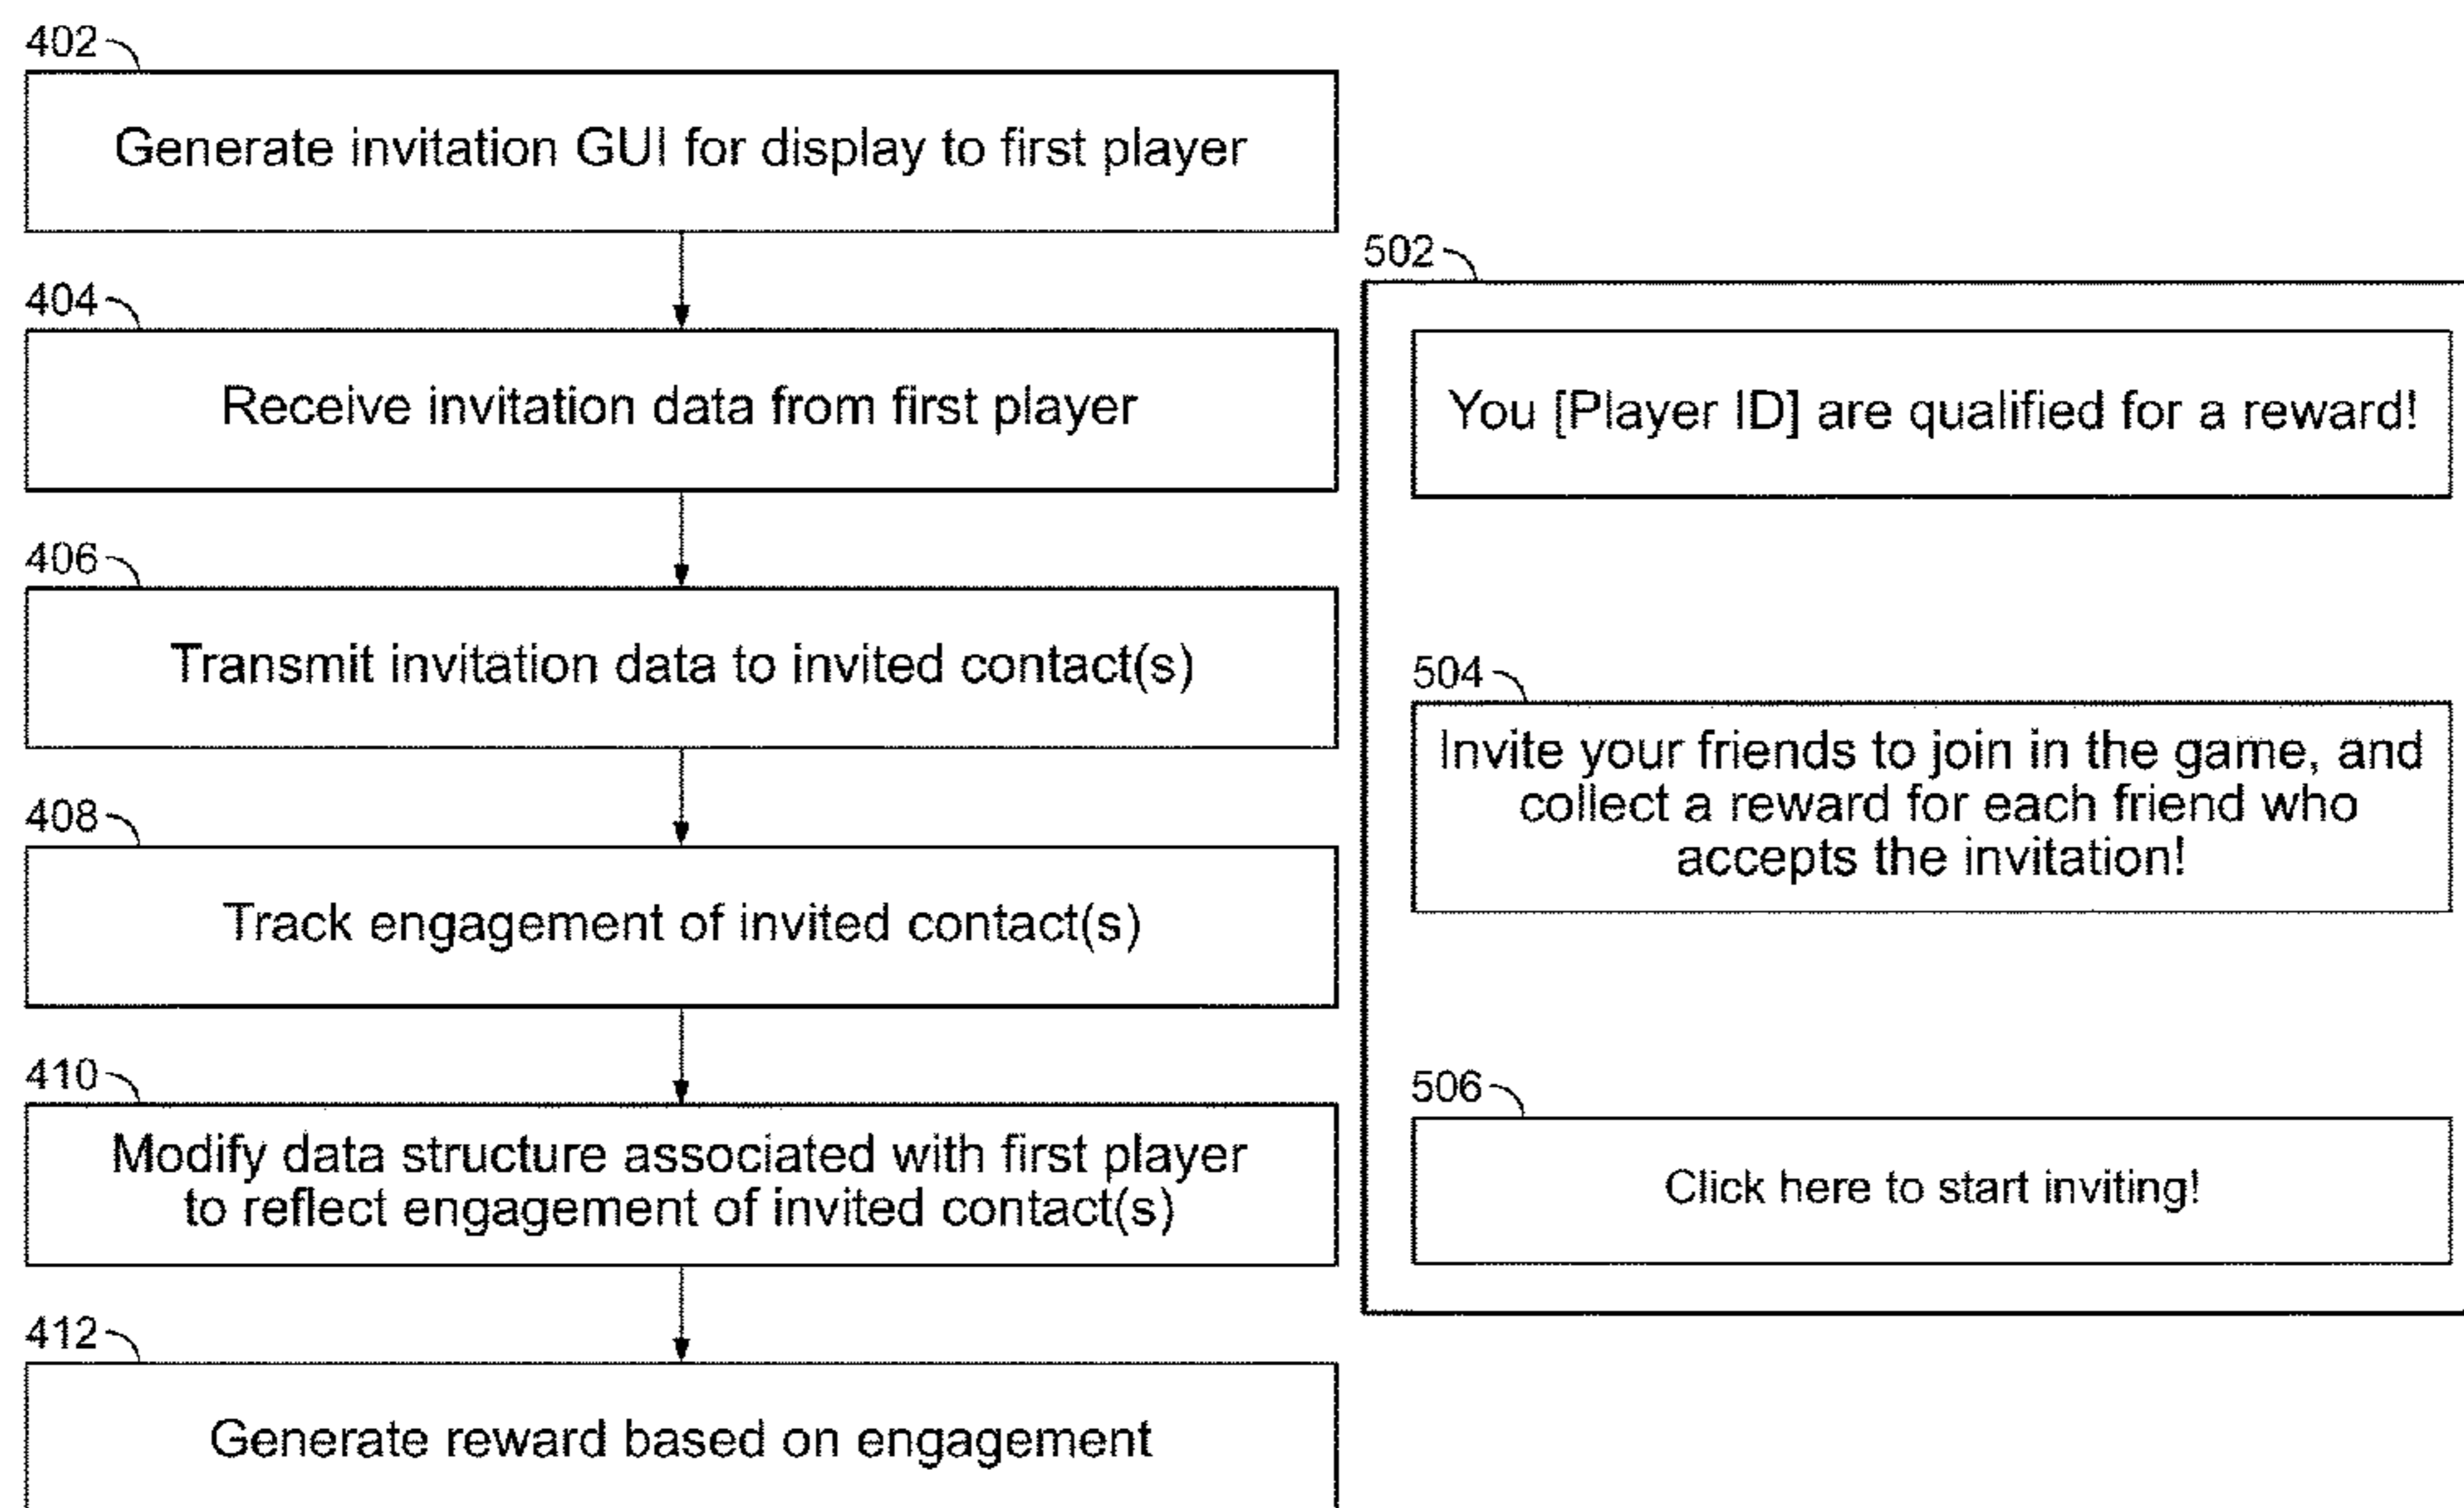 402
Generate invitation GUI for display to first player
404
Receive invitation data from first player
406
Transmit invitation data to invited contact(s)
408
Track engagement of invited contact(s)
410
Modify data structure associated with first player
to reflect engagement of invited contact(s)
412
Generate reward based on engagement
502
You [Player ID] are qualified for a reward!
504
Invite your friends to join in the game, and
collect a reward for each friend who
accepts the invitation!
506
Click here to start inviting!